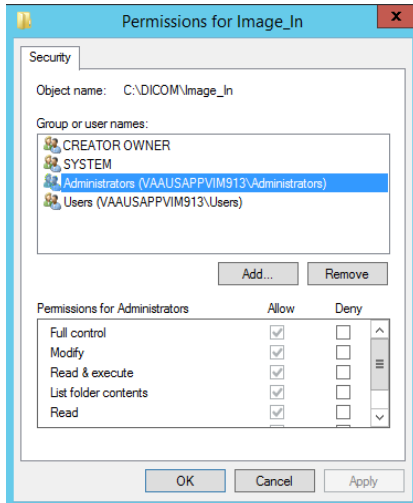 Permissions for Image_In
x
Security
Object name: C:\DICOM\Image_In
Group or user names:
CREATOR OWNER
SYSTEM
Administrators (VAAUSAPPVIM913\Administrators)
Users (VAAUSAPPVIM913\Users)
Add... Remove
Permissions for Administrators Allow Deny
Full control
Modify
Read & execute
List folder contents
Read
OK Cancel Apply